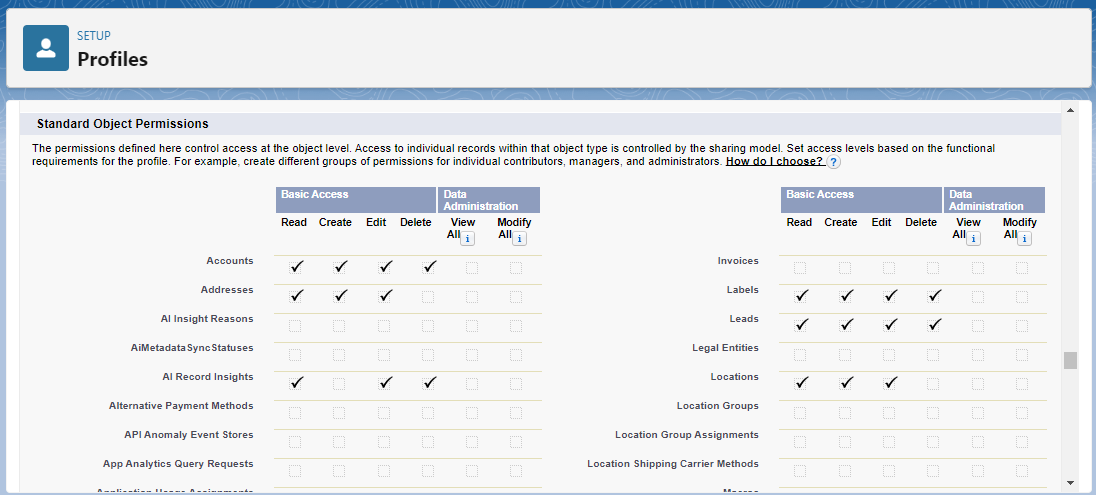 SETUP
Profiles
Standard Object Permissions
The permissions defined here control access at the object level. Access to individual records within that object type is controlled by the sharing model. Set access levels based on the functional
requirements for the profile. For example, create different groups of permissions for individual contributors, managers, and administrators. How do I choose? ?
Basic Access
Data
Administration
Read Create Edit Delete View All i Modify All i
Accounts
Addresses
AI Insight Reasons
AiMetadataSyncStatuses
AI Record Insights
Alternative Payment Methods
API Anomaly Event Stores
App Analytics Query Requests
Application Usage Assignments
Basic Access
Data
Administration
Read Create Edit Delete View All i Modify All i
Invoices
Labels
Leads
Legal Entities
Locations
Location Groups
Location Group Assignments
Location Shipping Carrier Methods
Macros